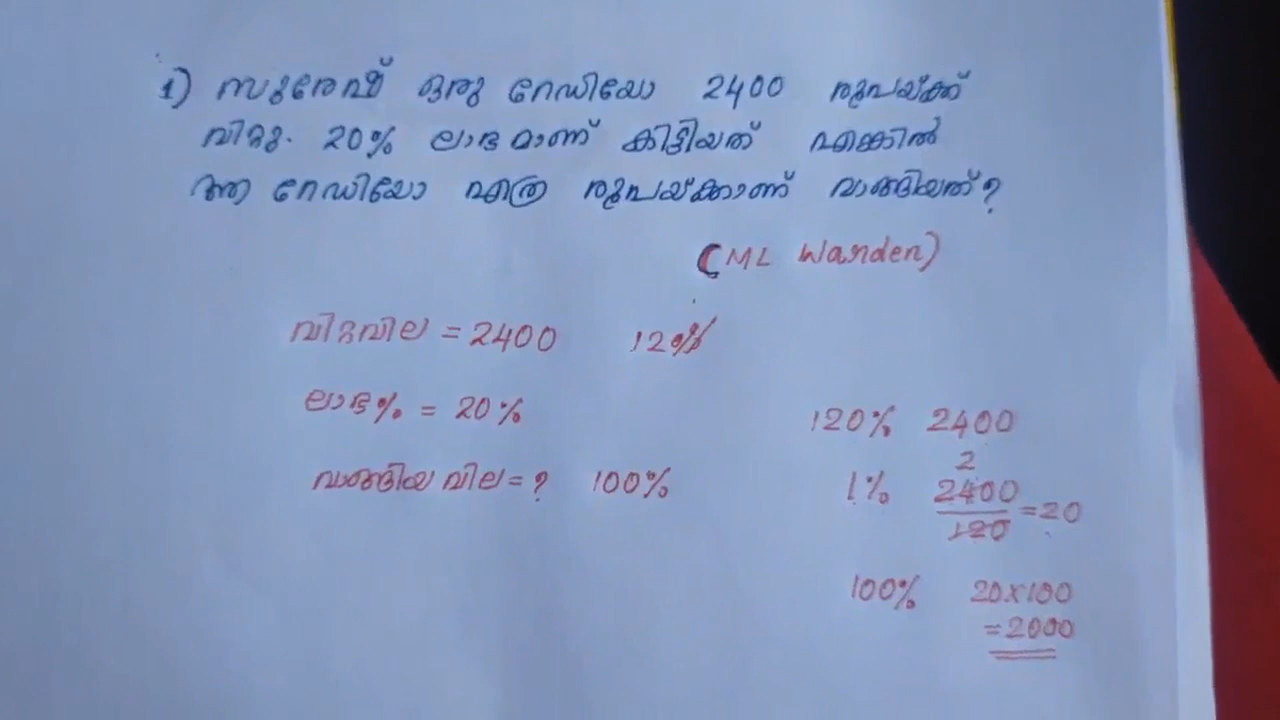 1) സുരേഷ് ഒരു റേഡിയോ 2400 രൂപയ്ക്ക്
വിറ്റു. 20% ലാഭമാണ് കിട്ടിയത് എങ്കിൽ
ആ റേഡിയോ എത്ര രൂപയ്ക്കാണ് വാങ്ങിയത്?
(ML Warden)
വിറ്റവില = 2400 120%
ലാഭ% = 20%
വാങ്ങിയ വില = ? 100%
120% 2400
2
1% 2400
120 = 20
100% 20x100
= 2000